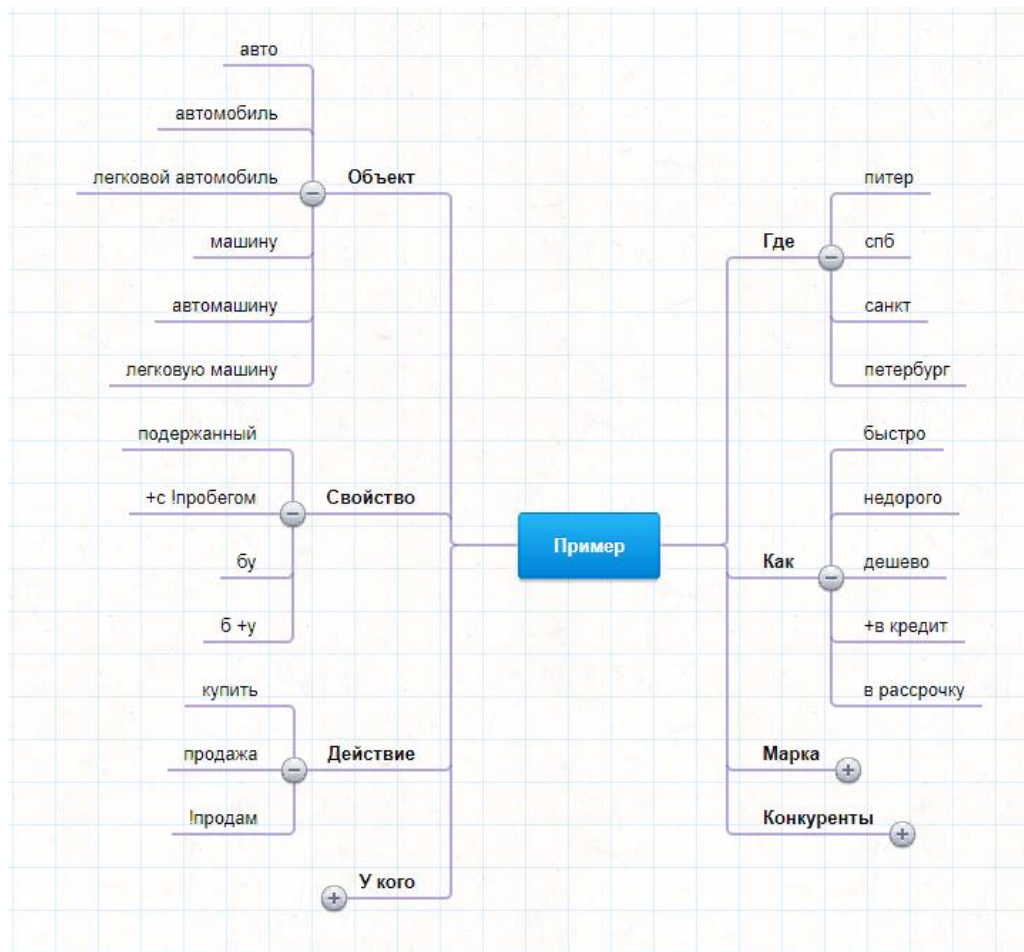 авто
автомобиль
легковой автомобиль
Объект
машину
автомашину
легковую машину
подержанный
+с !пробегом
Свойство
бу
б +у
купить
продажа
Действие
!продам
У кого
Пример
питер
Где
спб
санкт
петербург
быстро
недорого
Как
дешево
+в кредит
в рассрочку
Марка
Конкуренты